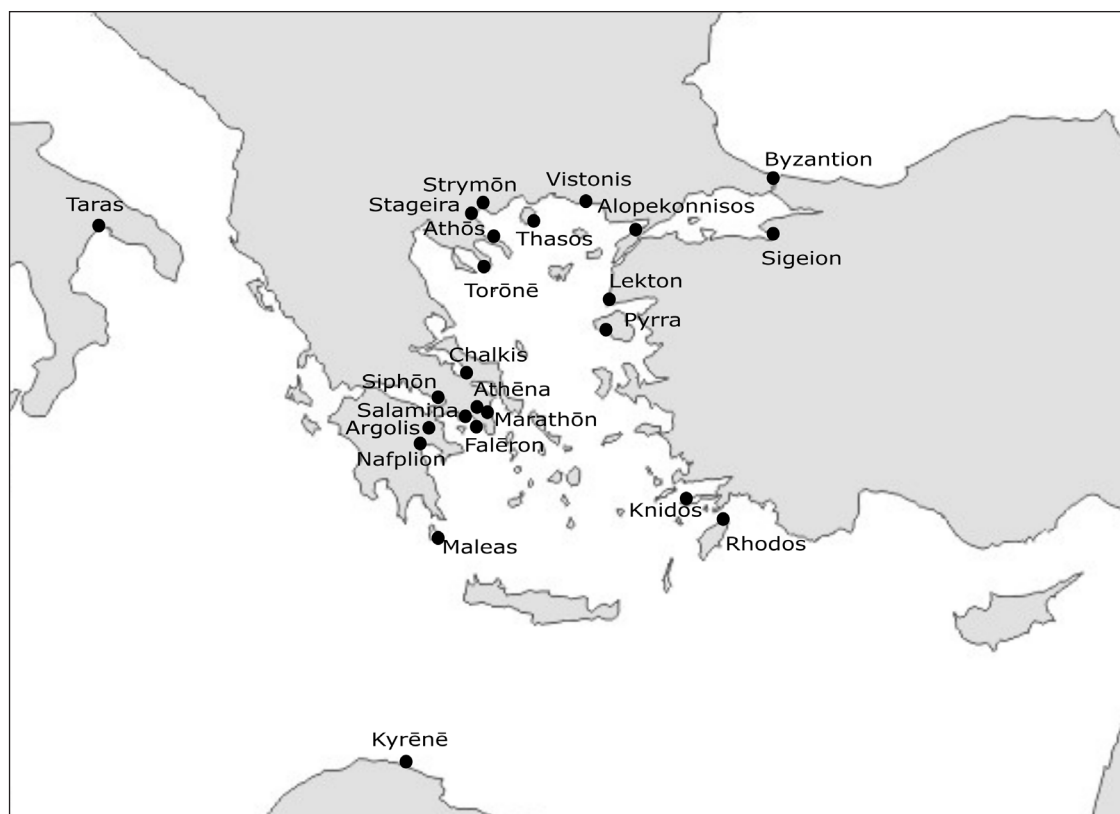 Byzantion
Strymōn
Vistonis
Taras
Stageira
Alopekonnisos
Athōs
Thasos
Sigeion
Lekton
Torōnē
Pyrra
Chalkis
Siphōn
Athēna
Salamina
Marathōn
Argolis
Falēron
Nafplion
Knidos
Rhodos
Maleas
Kyrēnē